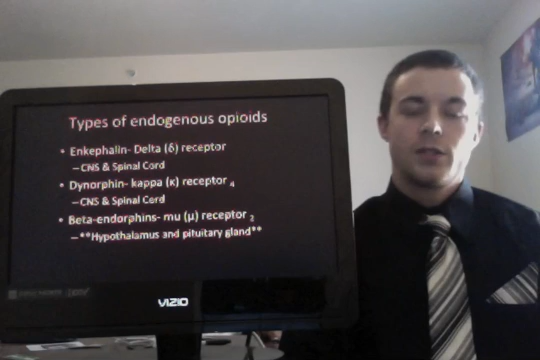 Types of endogenous opioids
• Enkephalin- Delta (δ) receptor
– CNS & Spinal Cord
• Dynorphin- kappa (κ) receptor 4
– CNS & Spinal Cord
• Beta-endorphins- mu (μ) receptor 2
– **Hypothalamus and pituitary gland**
VIZIO